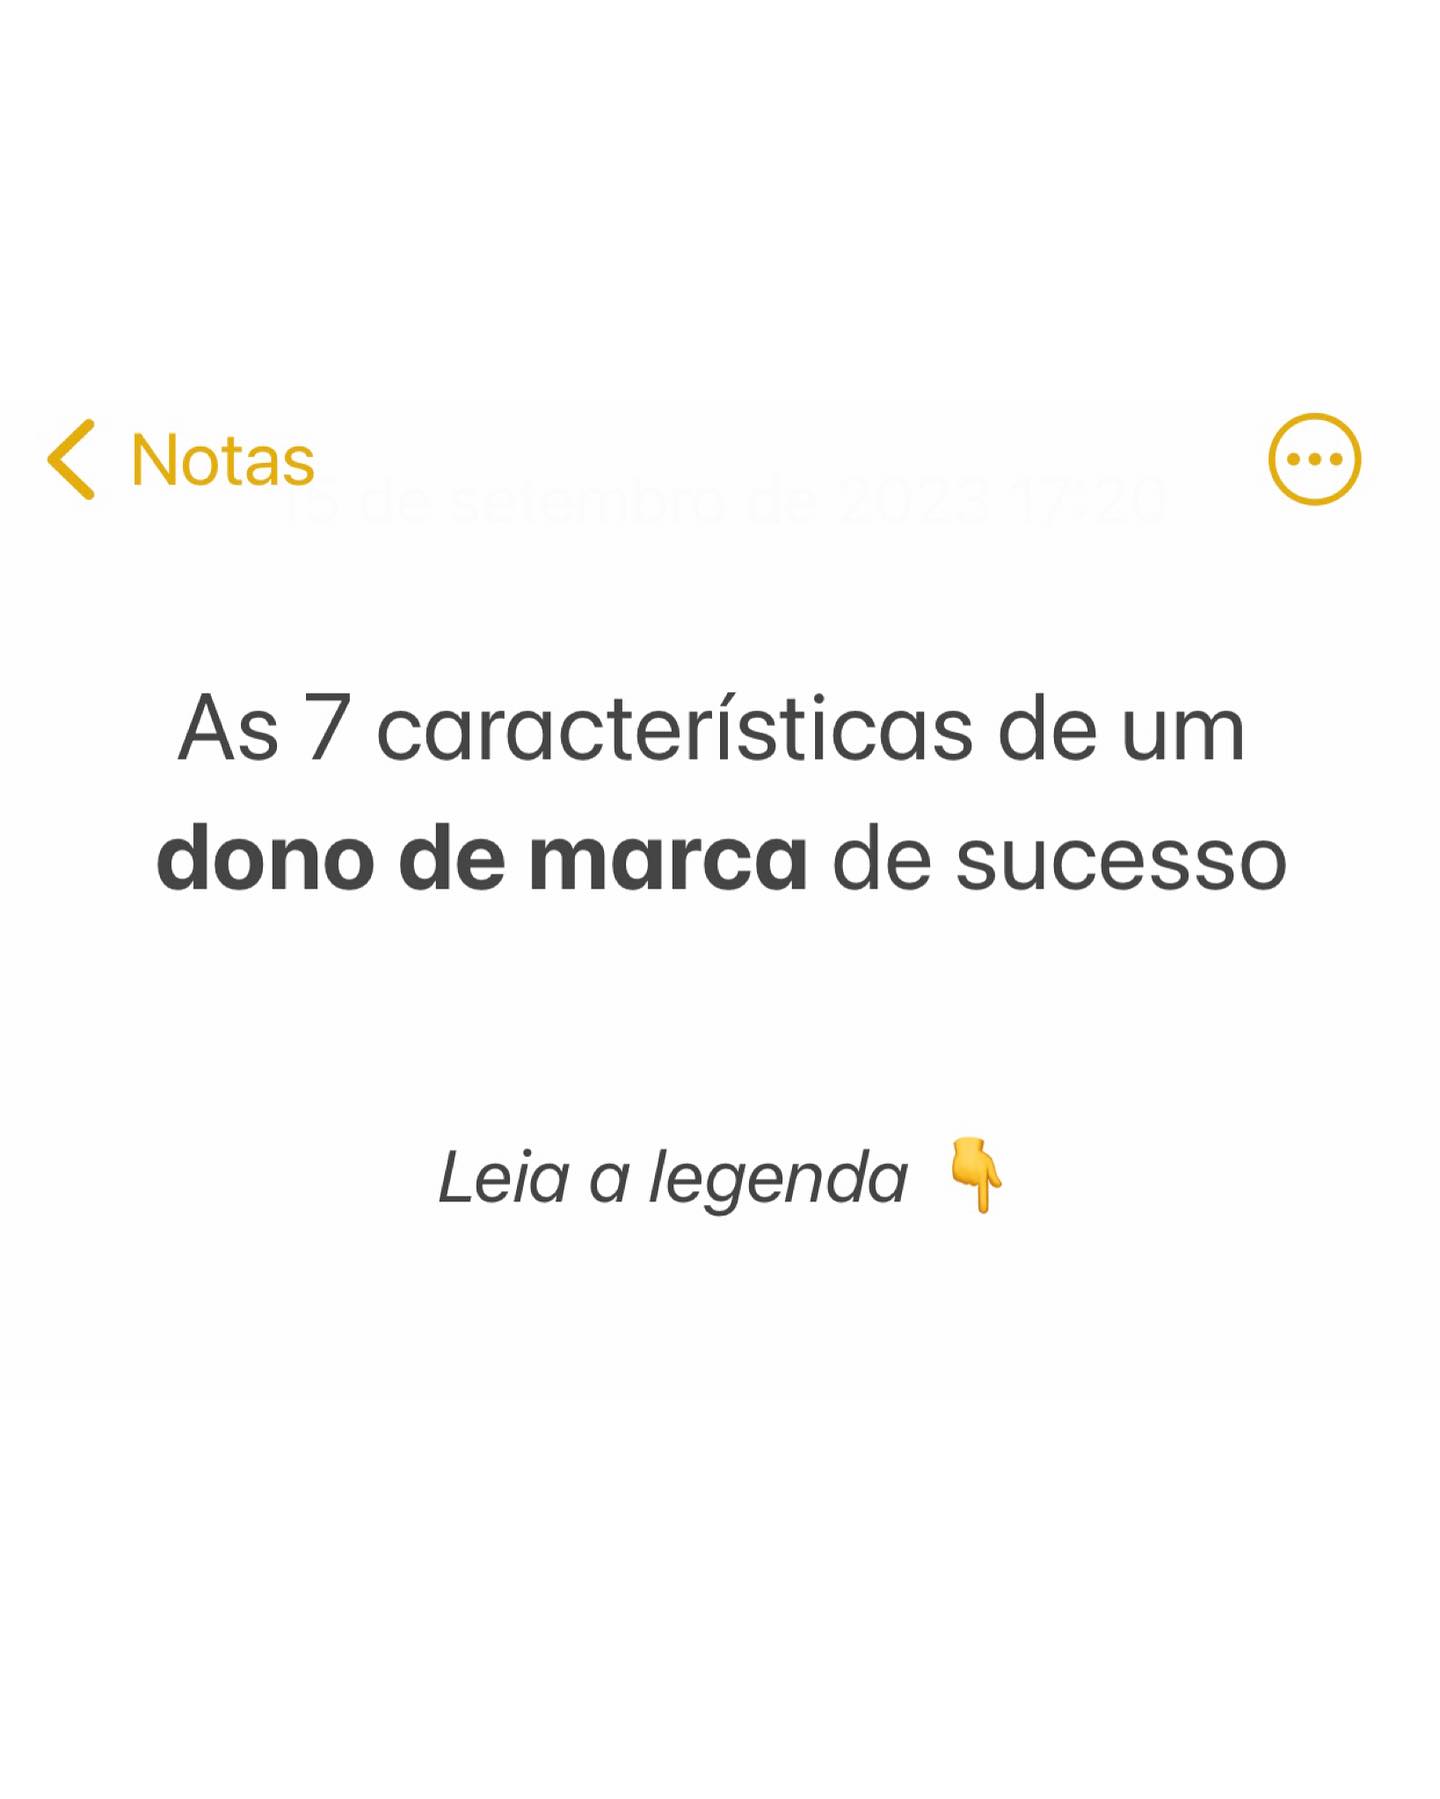 Notas
15 de setembro de 2023 17:20
As 7 características de um
dono de marca de sucesso
Leia a legenda 👇